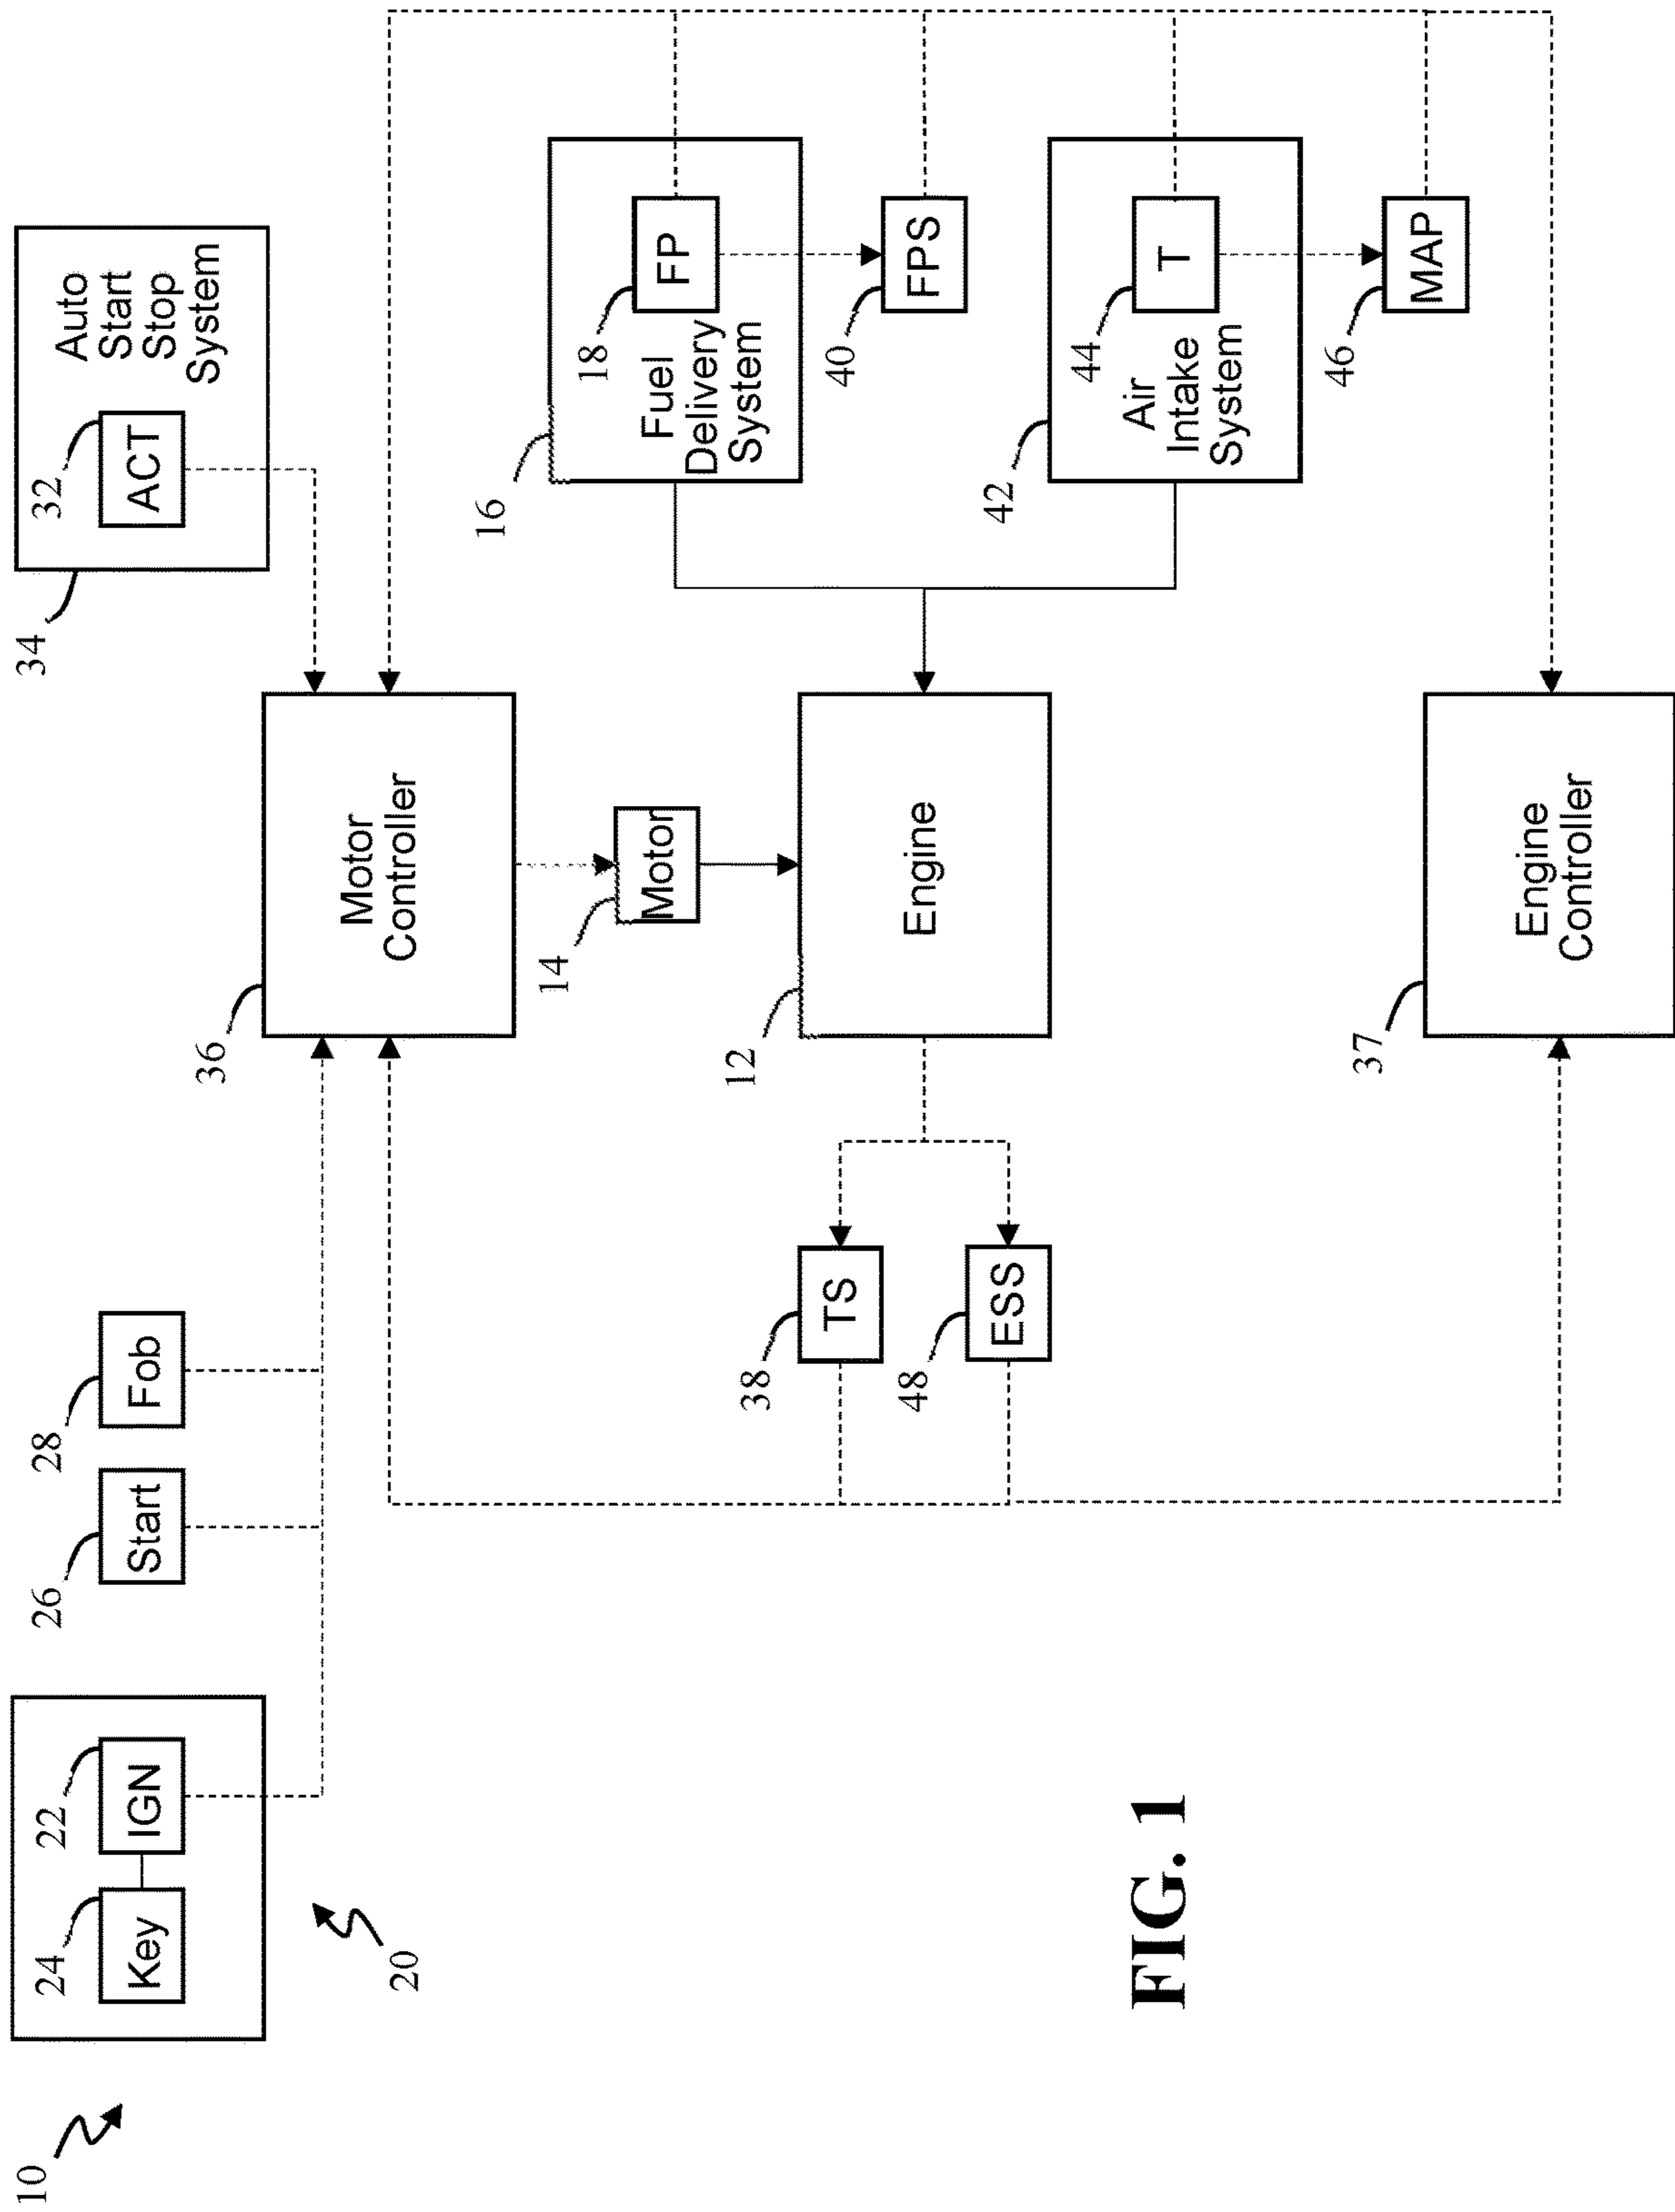 10
24
Key
22
IGN
20
26
Start
28
Fob
34
32
ACT
Auto
Start
Stop
System
36
Motor
Controller
14
Motor
16
18
FP
Fuel
Delivery
System
40
FPS
12
Engine
38
TS
48
ESS
42
44
T
Air
Intake
System
46
MAP
37
Engine
Controller
FIG. 1